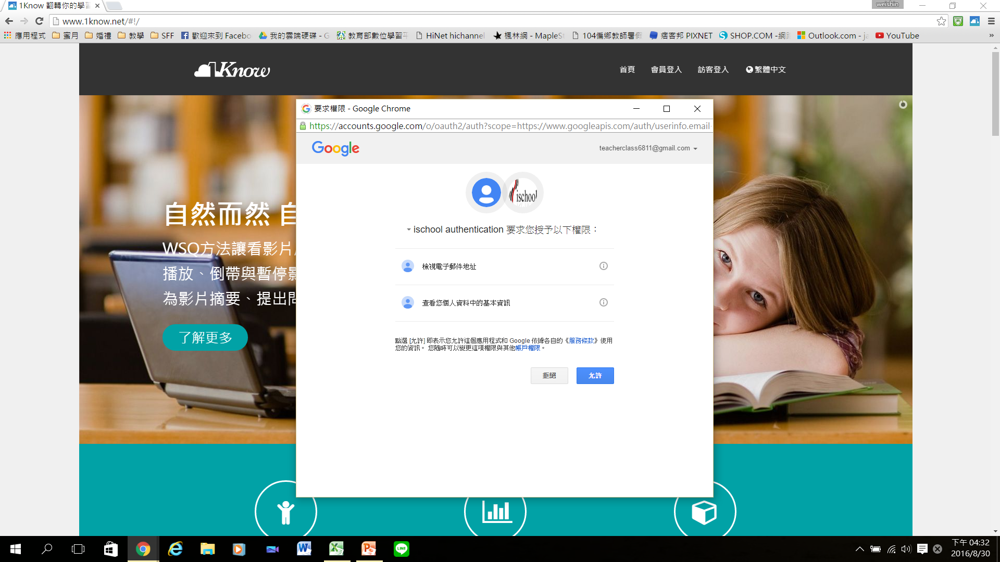 1Know 翻轉你的學
weishin
www.1know.net/#!/
應用程式 蜜月 婚禮 教學 SFF 歡迎來到 Facebo 我的雲端硬碟 - G 教育部數位學習平 HiNet hichannel 楓林網 - MapleSt 104偏鄉教師暑假 痞客邦 PIXNET SHOP.COM -網路 Outlook.com - ja YouTube »
1Know
首頁 會員登入 訪客登入 繁體中文
要求權限 - Google Chrome
https://accounts.google.com/o/oauth2/auth?scope=https://www.googleapis.com/auth/userinfo.email
Google
teacherclass6811@gmail.com
ischool
ischool authentication 要求您授予以下權限：
檢視電子郵件地址
查看您個人資料中的基本資訊
點選 [允許] 即表示您允許這個應用程式和 Google 依據各自的《服務條款》使用
您的資訊。 您隨時可以變更這項權限與其他帳戶權限。
拒絕 允許
自然而然 自
WSQ方法讓看影片
播放、倒帶與暫停影
為影片摘要、提出問
了解更多
LINE
下午 04:32
2016/8/30